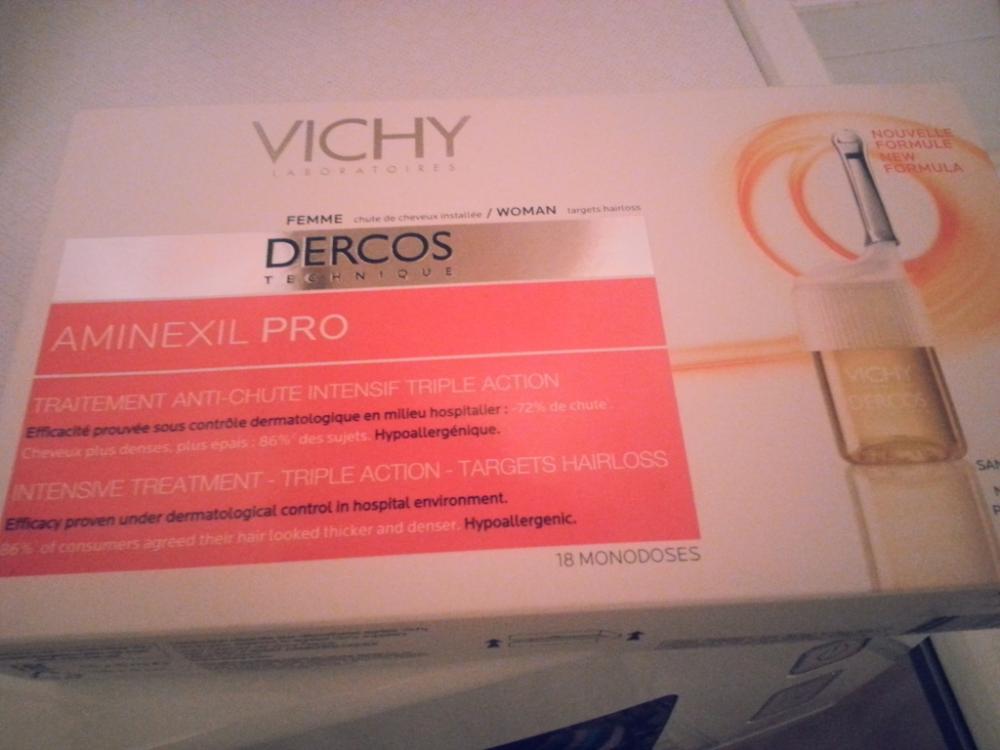 VICHY
LABORATOIRES
NOUVELLE
FORMULE
NEW
FORMULA
FEMME chute de cheveux installée / WOMAN targets hairloss
DERCOS
TECHNIQUE
AMINEXIL PRO
TRAITEMENT ANTI-CHUTE INTENSIF TRIPLE ACTION
Efficacité prouvée sous contrôle dermatologique en milieu hospitalier : -72% de chute.
Cheveux plus denses, plus épais : 86%* des sujets. Hypoallergénique.
INTENSIVE TREATMENT - TRIPLE ACTION - TARGETS HAIRLOSS
Efficacy proven under dermatological control in hospital environment.
86%* of consumers agreed their hair looked thicker and denser. Hypoallergenic.
18 MONODOSES
VICHY
DERCOS
SAN